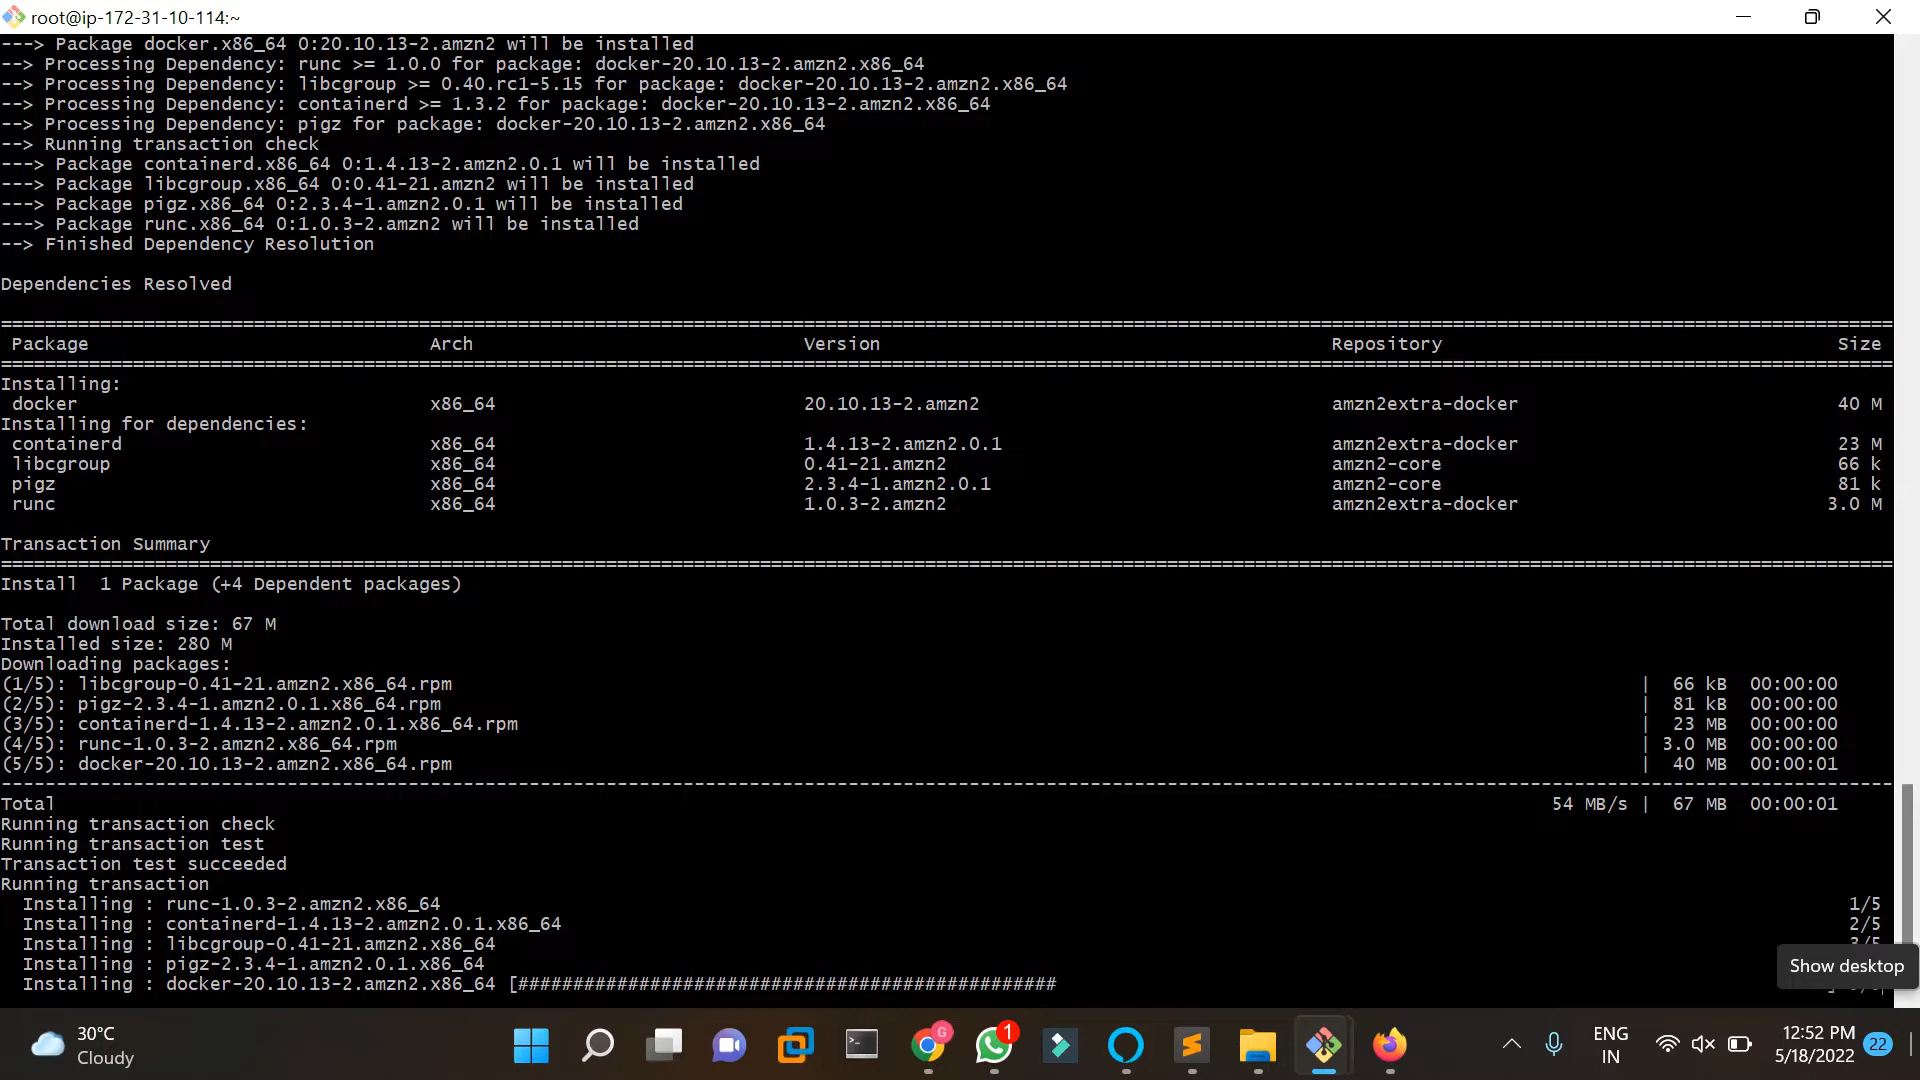 root@ip-172-31-10-114:~
---> Package docker.x86_64 0:20.10.13-2.amzn2 will be installed
--> Processing Dependency: runc >= 1.0.0 for package: docker-20.10.13-2.amzn2.x86_64
--> Processing Dependency: libcgroup >= 0.40.rc1-5.15 for package: docker-20.10.13-2.amzn2.x86_64
--> Processing Dependency: containerd >= 1.3.2 for package: docker-20.10.13-2.amzn2.x86_64
--> Processing Dependency: pigz for package: docker-20.10.13-2.amzn2.x86_64
--> Running transaction check
---> Package containerd.x86_64 0:1.4.13-2.amzn2.0.1 will be installed
---> Package libcgroup.x86_64 0:0.41-21.amzn2 will be installed
---> Package pigz.x86_64 0:2.3.4-1.amzn2.0.1 will be installed
---> Package runc.x86_64 0:1.0.3-2.amzn2 will be installed
--> Finished Dependency Resolution
Dependencies Resolved
Package Arch Version Repository Size
Installing:
docker x86_64 20.10.13-2.amzn2 amzn2extra-docker 40 M
Installing for dependencies:
containerd x86_64 1.4.13-2.amzn2.0.1 amzn2extra-docker 23 M
libcgroup x86_64 0.41-21.amzn2 amzn2-core 66 k
pigz x86_64 2.3.4-1.amzn2.0.1 amzn2-core 81 k
runc x86_64 1.0.3-2.amzn2 amzn2extra-docker 3.0 M
Transaction Summary
Install 1 Package (+4 Dependent packages)
Total download size: 67 M
Installed size: 280 M
Downloading packages:
(1/5): libcgroup-0.41-21.amzn2.x86_64.rpm | 66 kB 00:00:00
(2/5): pigz-2.3.4-1.amzn2.0.1.x86_64.rpm | 81 kB 00:00:00
(3/5): containerd-1.4.13-2.amzn2.0.1.x86_64.rpm | 23 MB 00:00:00
(4/5): runc-1.0.3-2.amzn2.x86_64.rpm | 3.0 MB 00:00:00
(5/5): docker-20.10.13-2.amzn2.x86_64.rpm | 40 MB 00:00:01
Total 54 MB/s | 67 MB 00:00:01
Running transaction check
Running transaction test
Transaction test succeeded
Running transaction
Installing : runc-1.0.3-2.amzn2.x86_64 1/5
Installing : containerd-1.4.13-2.amzn2.0.1.x86_64 2/5
Installing : libcgroup-0.41-21.amzn2.x86_64
Installing : pigz-2.3.4-1.amzn2.0.1.x86_64
Installing : docker-20.10.13-2.amzn2.x86_64 [#################################################
Show desktop
30°C
Cloudy
G
1
ENG
IN
12:52 PM
5/18/2022
22